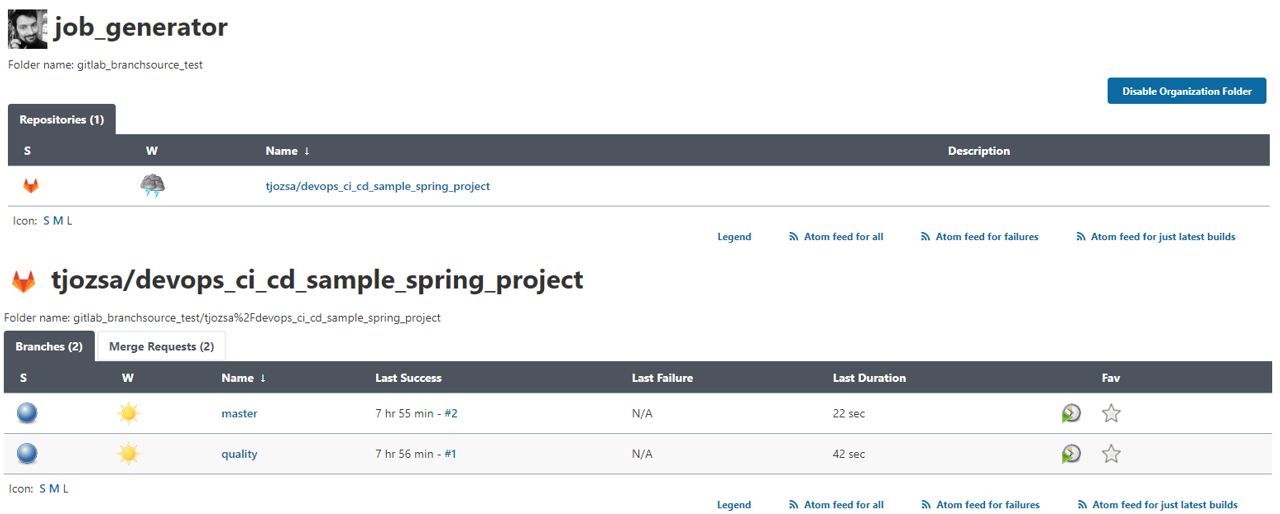 job_generator
Folder name: gitlab_branchsource_test
Disable Organization Folder
Repositories (1)
S W Name ↓ Description
tjozsa/devops_ci_cd_sample_spring_project
Icon: S M L
Legend Atom feed for all Atom feed for failures Atom feed for just latest builds
tjozsa/devops_ci_cd_sample_spring_project
Folder name: gitlab_branchsource_test/tjozsa%2Fdevops_ci_cd_sample_spring_project
Branches (2) Merge Requests (2)
S W Name ↓ Last Success Last Failure Last Duration Fav
master 7 hr 55 min - #2 N/A 22 sec
quality 7 hr 56 min - #1 N/A 42 sec
Icon: S M L
Legend Atom feed for all Atom feed for failures Atom feed for just latest builds